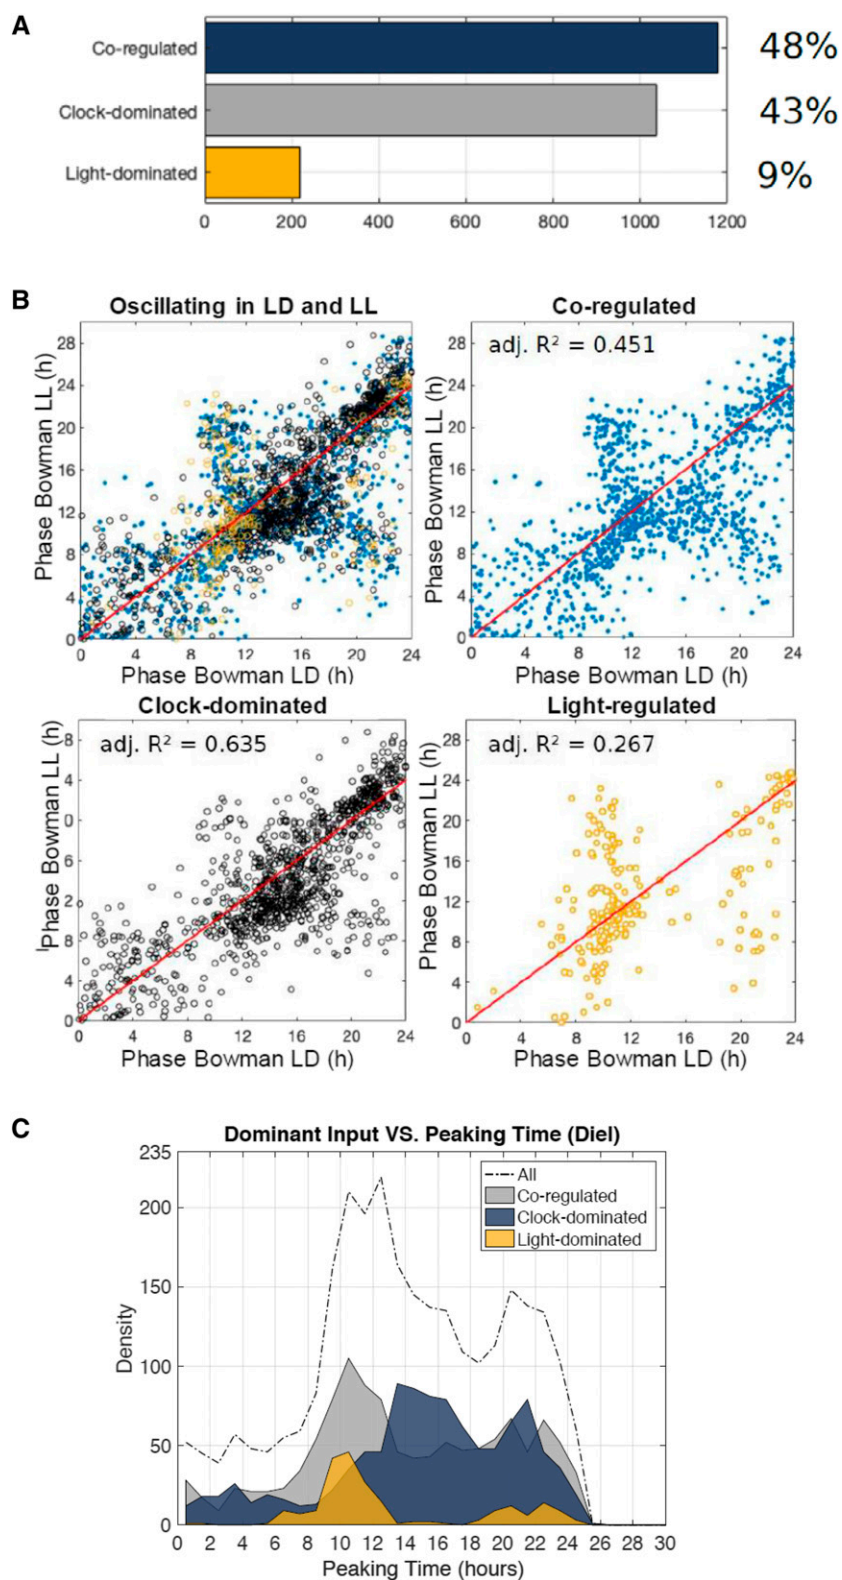 A
Co-regulated
48%
Clock-dominated
43%
Light-dominated
9%
0 200 400 600 800 1000 1200
B
Oscillating in LD and LL
Phase Bowman LL (h)
28
24
20
16
12
8
4
0
0 4 8 12 16 20 24
Phase Bowman LD (h)
Co-regulated
adj. R² = 0.451
Phase Bowman LL (h)
28
24
20
16
12
8
4
0
0 4 8 12 16 20 24
Phase Bowman LD (h)
Clock-dominated
adj. R² = 0.635
Phase Bowman LL (h)
8
4
0
6
2
8
4
0
0 4 8 12 16 20 24
Phase Bowman LD (h)
Light-regulated
adj. R² = 0.267
Phase Bowman LL (h)
28
24
20
16
12
8
4
0
0 4 8 12 16 20 24
Phase Bowman LD (h)
C
Dominant Input VS. Peaking Time (Diel)
Density
235
200
150
100
50
0
All
Co-regulated
Clock-dominated
Light-dominated
0 2 4 6 8 10 12 14 16 18 20 22 24 26 28 30
Peaking Time (hours)